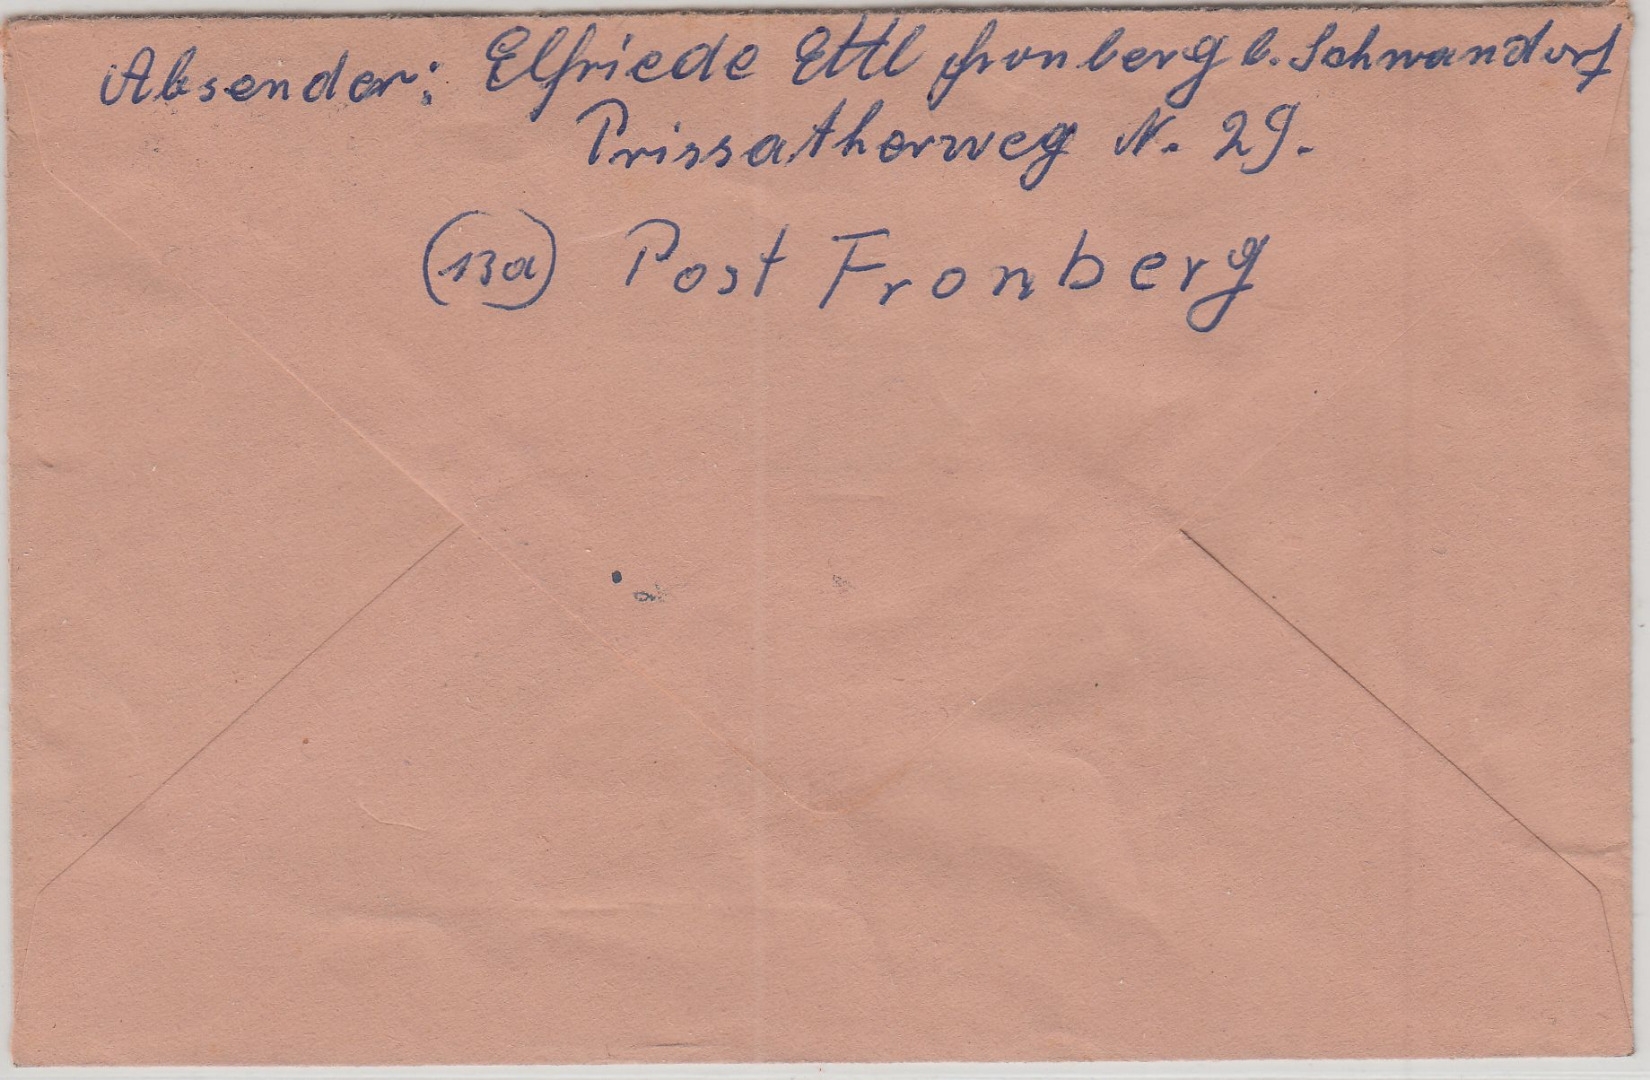 Absender: Elfriede Ettl Fronberg b. Schwandorf
Prissatherweg N. 29.
(13a) Post Fronberg